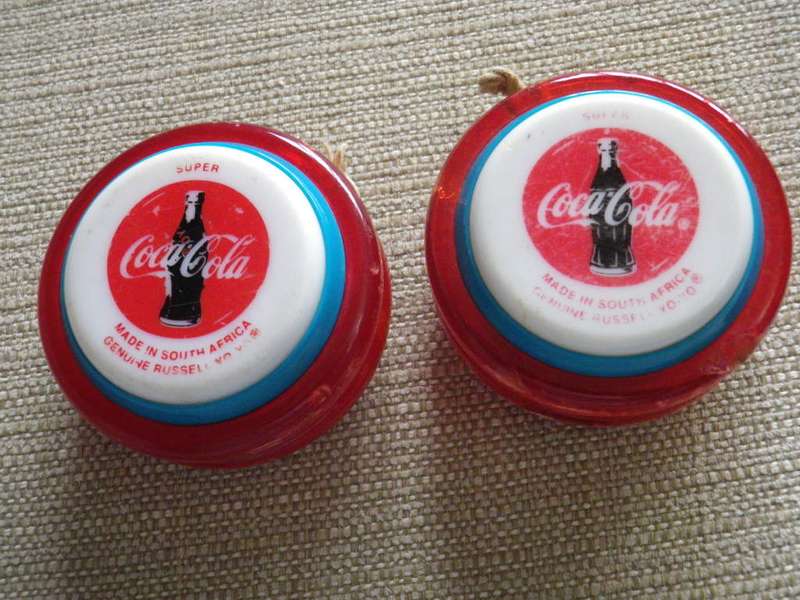 SUPER
Coca-Cola
MADE IN SOUTH AFRICA
GENUINE RUSSELL YO-YO ®
SUPER
Coca-Cola ®
MADE IN SOUTH AFRICA
GENUINE RUSSELL YO-YO ®